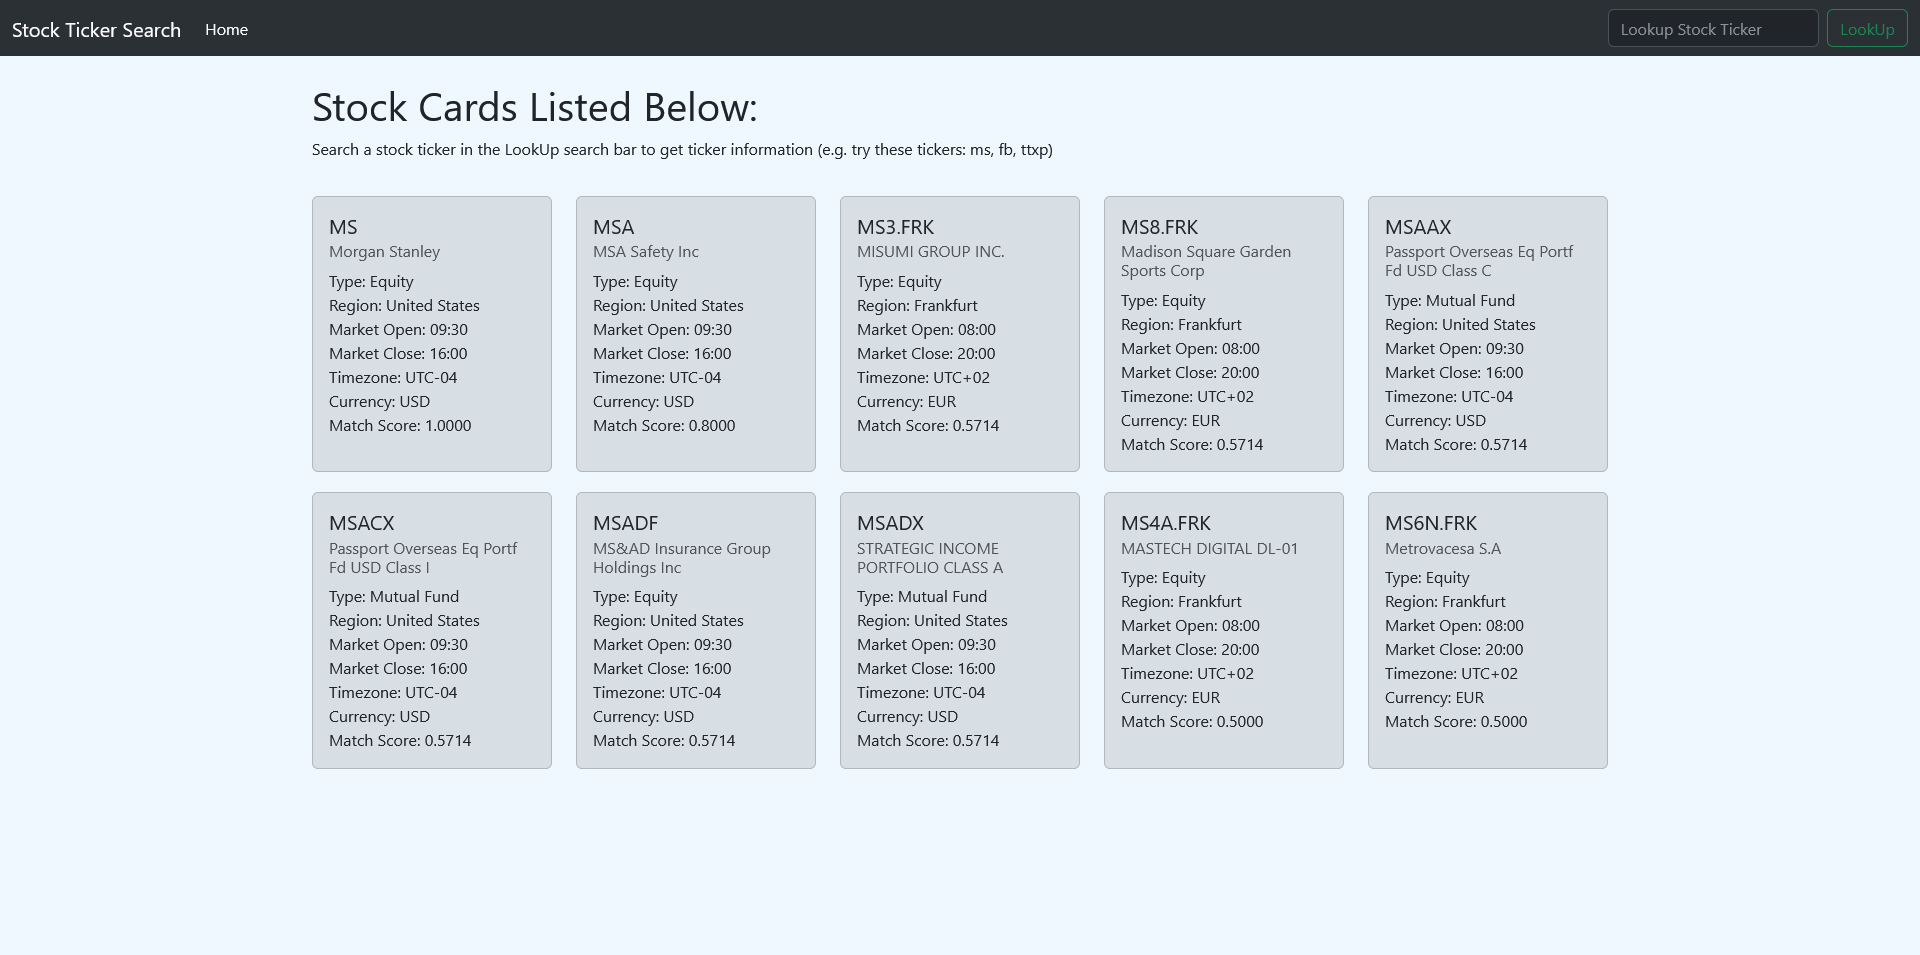 Stock Ticker Search
Home
Lookup Stock Ticker
LookUp
Stock Cards Listed Below:
Search a stock ticker in the LookUp search bar to get ticker information (e.g. try these tickers: ms, fb, ttxp)
MS
Morgan Stanley
Type: Equity
Region: United States
Market Open: 09:30
Market Close: 16:00
Timezone: UTC-04
Currency: USD
Match Score: 1.0000
MSA
MSA Safety Inc
Type: Equity
Region: United States
Market Open: 09:30
Market Close: 16:00
Timezone: UTC-04
Currency: USD
Match Score: 0.8000
MS3.FRK
MISUMI GROUP INC.
Type: Equity
Region: Frankfurt
Market Open: 08:00
Market Close: 20:00
Timezone: UTC+02
Currency: EUR
Match Score: 0.5714
MS8.FRK
Madison Square Garden
Sports Corp
Type: Equity
Region: Frankfurt
Market Open: 08:00
Market Close: 20:00
Timezone: UTC+02
Currency: EUR
Match Score: 0.5714
MSAAX
Passport Overseas Eq Portf
Fd USD Class C
Type: Mutual Fund
Region: United States
Market Open: 09:30
Market Close: 16:00
Timezone: UTC-04
Currency: USD
Match Score: 0.5714
MSACX
Passport Overseas Eq Portf
Fd USD Class I
Type: Mutual Fund
Region: United States
Market Open: 09:30
Market Close: 16:00
Timezone: UTC-04
Currency: USD
Match Score: 0.5714
MSADF
MS&AD Insurance Group
Holdings Inc
Type: Equity
Region: United States
Market Open: 09:30
Market Close: 16:00
Timezone: UTC-04
Currency: USD
Match Score: 0.5714
MSADX
STRATEGIC INCOME
PORTFOLIO CLASS A
Type: Mutual Fund
Region: United States
Market Open: 09:30
Market Close: 16:00
Timezone: UTC-04
Currency: USD
Match Score: 0.5714
MS4A.FRK
MASTECH DIGITAL DL-01
Type: Equity
Region: Frankfurt
Market Open: 08:00
Market Close: 20:00
Timezone: UTC+02
Currency: EUR
Match Score: 0.5000
MS6N.FRK
Metrovacesa S.A
Type: Equity
Region: Frankfurt
Market Open: 08:00
Market Close: 20:00
Timezone: UTC+02
Currency: EUR
Match Score: 0.5000